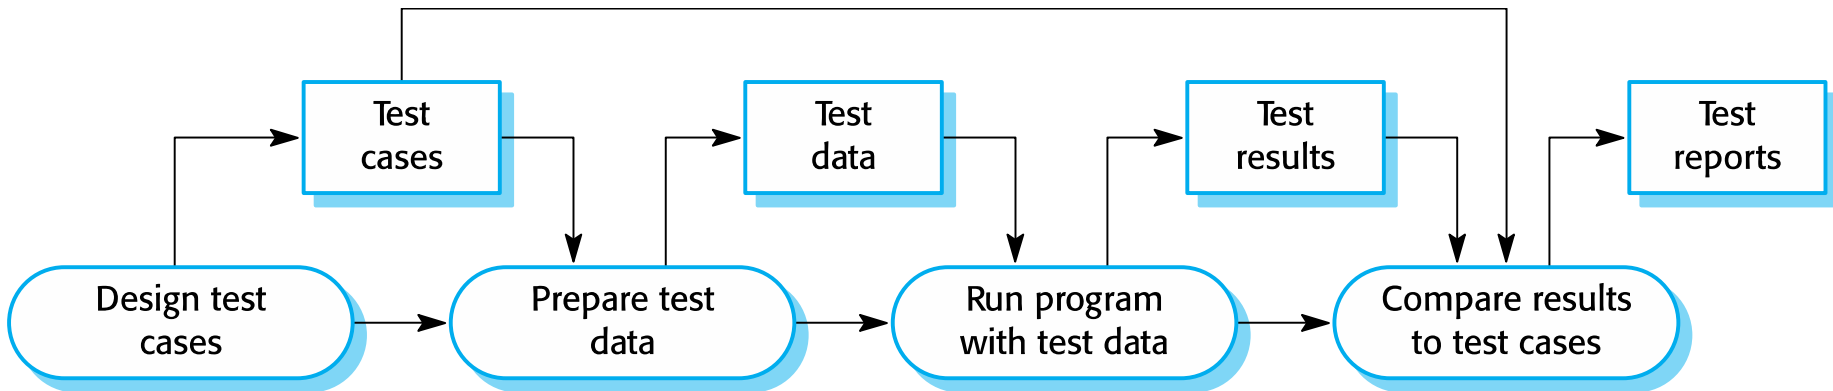 Test
cases
Test
data
Test
results
Test
reports
Design test
cases
Prepare test
data
Run program
with test data
Compare results
to test cases